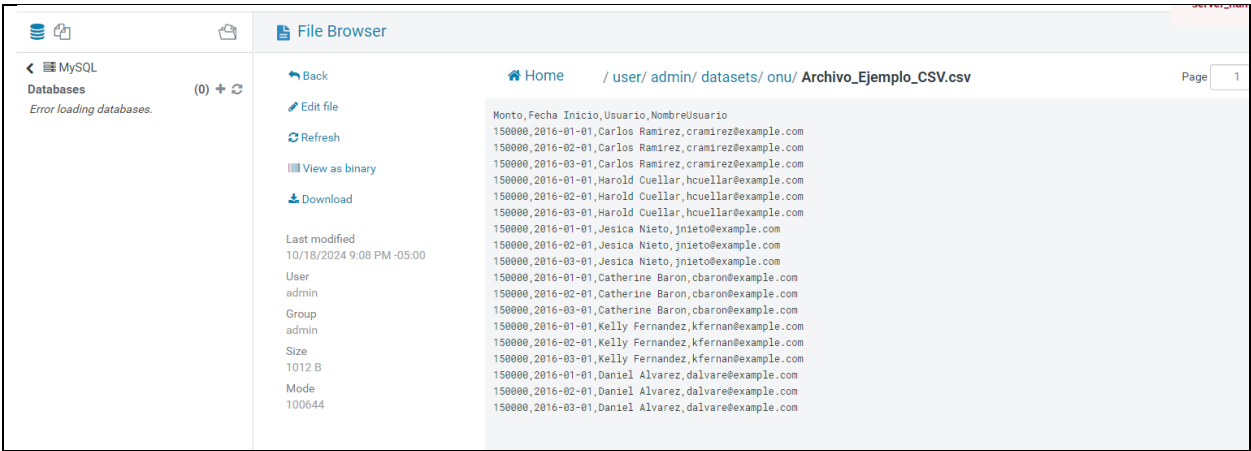 File Browser
MySQL
Databases (0)
Error loading databases.
Back
Edit file
Refresh
View as binary
Download
Last modified
10/18/2024 9:08 PM -05:00
User
admin
Group
admin
Size
1012 B
Mode
100644
Home / user/ admin/ datasets/ onu/ Archivo_Ejemplo_CSV.csv
Page 1
Monto,Fecha Inicio,Usuario,NombreUsuario
150000,2016-01-01,Carlos Ramirez,cramirez@example.com
150000,2016-02-01,Carlos Ramirez,cramirez@example.com
150000,2016-03-01,Carlos Ramirez,cramirez@example.com
150000,2016-01-01,Harold Cuellar,hcuellar@example.com
150000,2016-02-01,Harold Cuellar,hcuellar@example.com
150000,2016-03-01,Harold Cuellar,hcuellar@example.com
150000,2016-01-01,Jesica Nieto,jnieto@example.com
150000,2016-02-01,Jesica Nieto,jnieto@example.com
150000,2016-03-01,Jesica Nieto,jnieto@example.com
150000,2016-01-01,Catherine Baron,cbaron@example.com
150000,2016-02-01,Catherine Baron,cbaron@example.com
150000,2016-03-01,Catherine Baron,cbaron@example.com
150000,2016-01-01,Kelly Fernandez,kfernan@example.com
150000,2016-02-01,Kelly Fernandez,kfernan@example.com
150000,2016-03-01,Kelly Fernandez,kfernan@example.com
150000,2016-01-01,Daniel Alvarez,dalvare@example.com
150000,2016-02-01,Daniel Alvarez,dalvare@example.com
150000,2016-03-01,Daniel Alvarez,dalvare@example.com